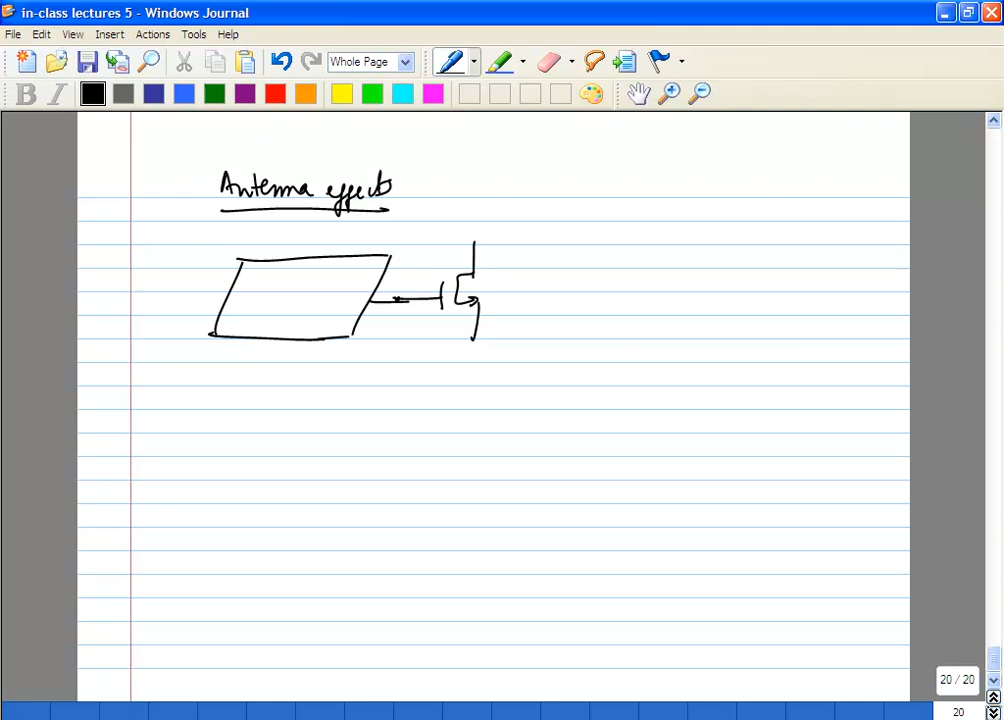 in-class lectures 5 - Windows Journal
File Edit View Insert Actions Tools Help
Whole Page
B I
Antenna effects
20 / 20
20